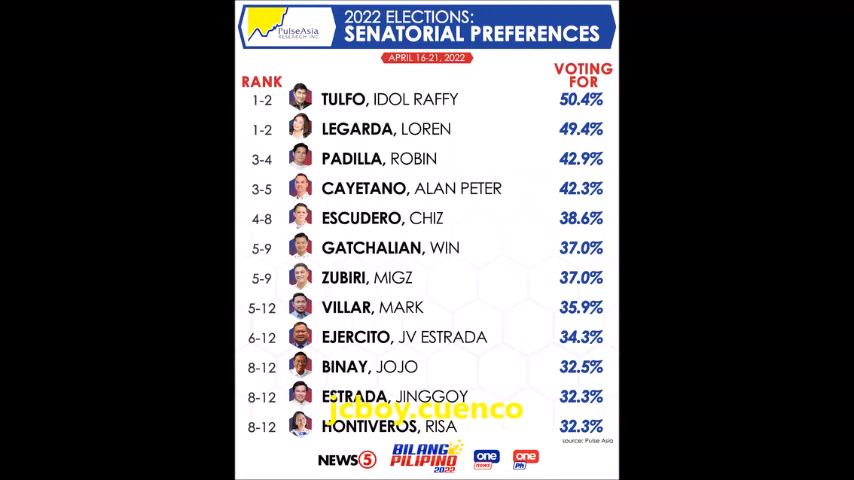 PulseAsia
RESEARCH INC.
2022 ELECTIONS:
SENATORIAL PREFERENCES
APRIL 16-21, 2022
RANK
VOTING
FOR
1-2 TULFO, IDOL RAFFY 50.4%
1-2 LEGARDA, LOREN 49.4%
3-4 PADILLA, ROBIN 42.9%
3-5 CAYETANO, ALAN PETER 42.3%
4-8 ESCUDERO, CHIZ 38.6%
5-9 GATCHALIAN, WIN 37.0%
5-9 ZUBIRI, MIGZ 37.0%
5-12 VILLAR, MARK 35.9%
6-12 EJERCITO, JV ESTRADA 34.3%
8-12 BINAY, JOJO 32.5%
8-12 ESTRADA, JINGGOY 32.3%
jcboy.cuenco
8-12 HONTIVEROS, RISA 32.3%
source: Pulse Asia
NEWS5
BILANG
PILIPINO
2022
one
news
one
Ph